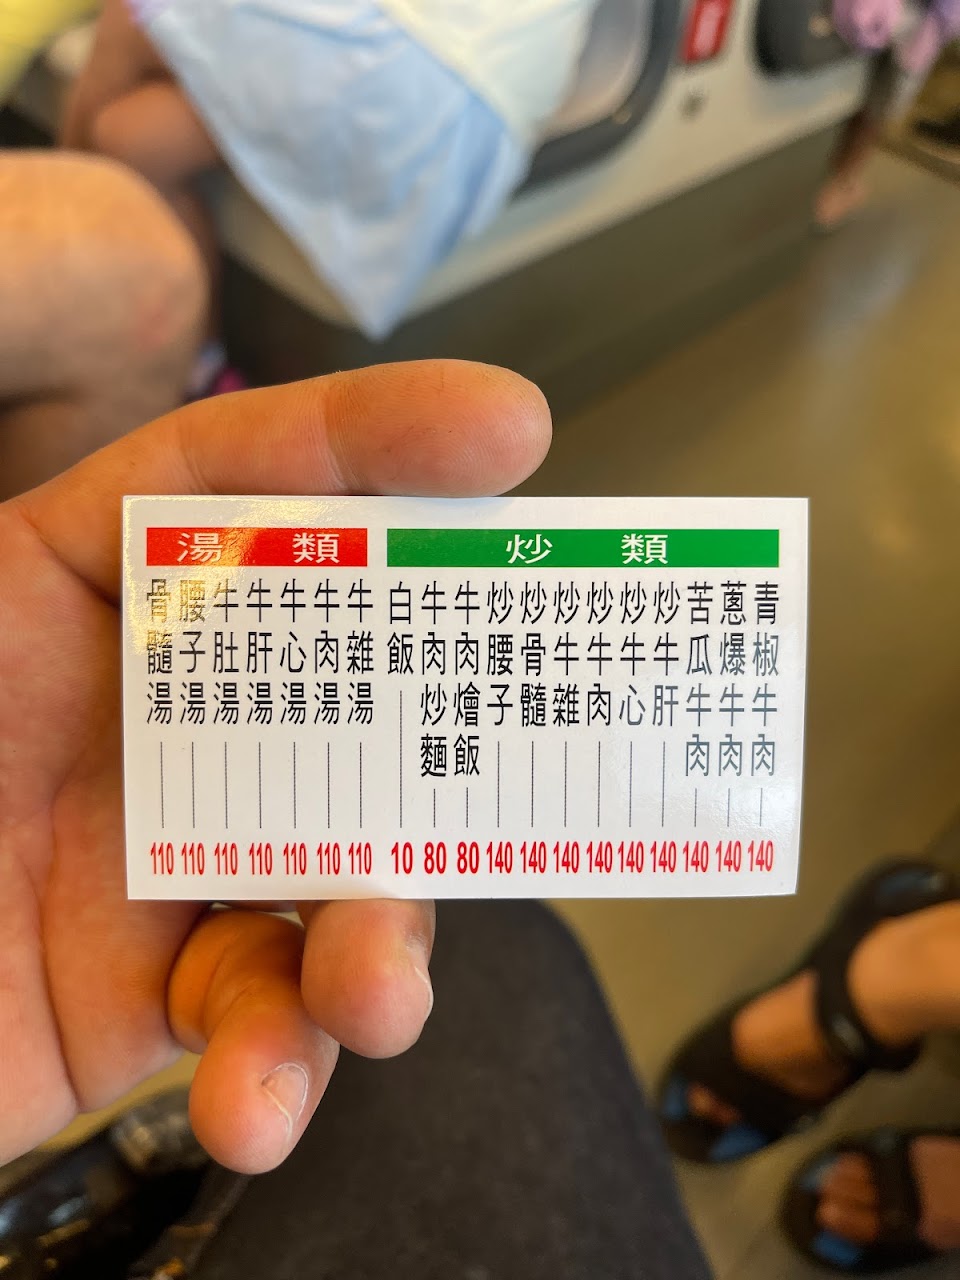 炒類
青椒牛肉 140
蔥爆牛肉 140
苦瓜牛肉 140
炒牛肝 140
炒牛心 140
炒牛肉 140
炒牛雜 140
炒骨髓 140
炒腰子 140
牛肉燴飯 80
牛肉炒麵 80
白飯 10
湯類
牛雜湯 110
牛肉湯 110
牛心湯 110
牛肝湯 110
牛肚湯 110
腰子湯 110
骨髓湯 110